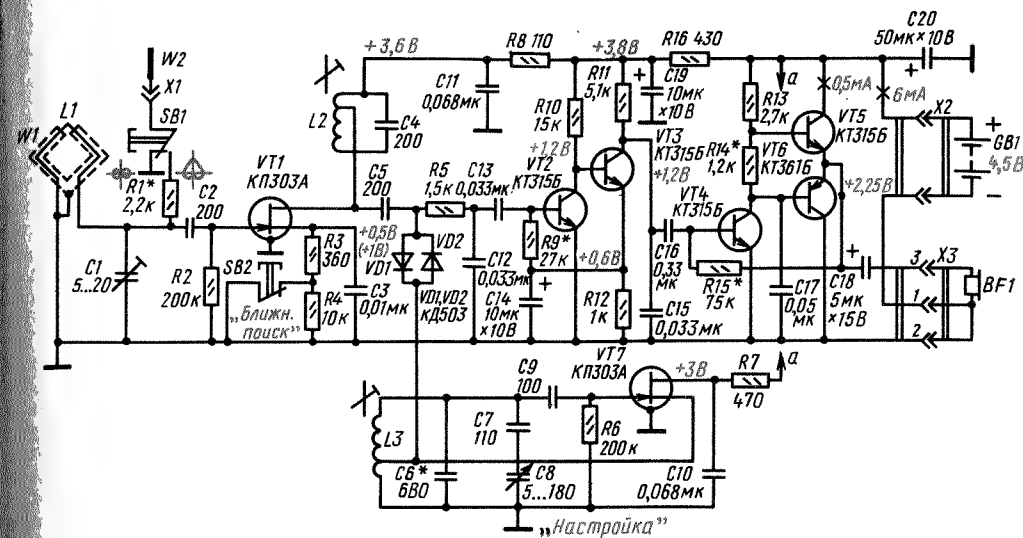 W2
X1
L1
W1
SB1
R1*
2,2к
C2
200
VT1
КП303А
C1
5...20
R2
200к
SB2
„Ближн.
поиск"
R3
360
R4
10к
C3
0,01мк
+3,6В
L2
C4
200
C11
0,068мк
R8 110
C5
200
R5
1,5к
C13
0,033мк
+0,5В
(+1В)
VD1
VD2
VD1,VD2
КД503
C12
0,033мк
R10
15к
R11
5,1к
+3,8В
+1,2В
VT2
КТ315Б
R9*
27к
+
C14
10мк
×10В
+0,6В
R12
1к
+
C19
10мк
×10В
VT3
КТ315Б
+1,2В
C16
0,33
мк
C15
0,033мк
R16 430
a
R13
2,7к
R14*
1,2к
VT4
КТ315Б
R15*
75к
C17
0,05
мк
0,5мА
VT5
КТ315Б
VT6
КТ361Б
+2,25В
+
C18
5мк
×15В
C20
50мк×10В
+
6мА
X2
+
GB1
4,5В
–
3
X3
1
2
BF1
L3
C6*
680
C7
110
C8
5...180
„Настройка"
C9
100
R6
200к
VT7
КП303А
+3В
C10
0,068мк
R7
470
a